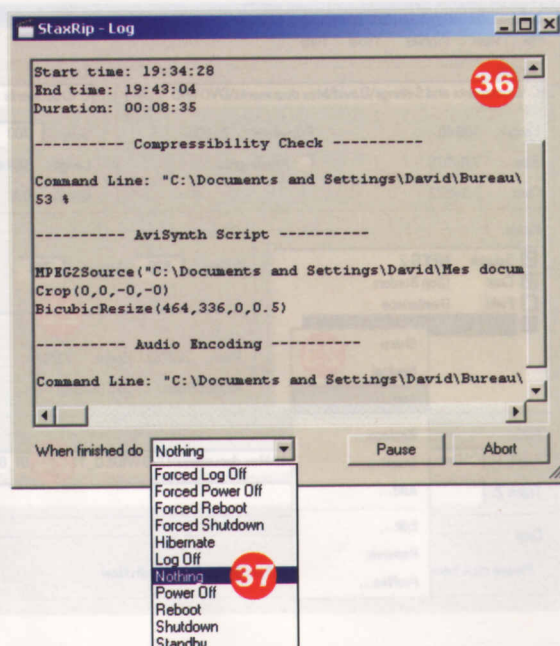 StaxRip - Log
Start time: 19:34:28
End time: 19:43:04
Duration: 00:08:35
36
---------- Compressibility Check ----------
Command Line: "C:\Documents and Settings\David\Bureau\
53 %
---------- AviSynth Script ----------
MPEG2Source("C:\Documents and Settings\David\Mes docum
Crop(0,0,-0,-0)
BicubicResize(464,336,0,0.5)
---------- Audio Encoding ----------
Command Line: "C:\Documents and Settings\David\Bureau\
When finished do Nothing Pause Abort
Forced Log Off
Forced Power Off
Forced Reboot
Forced Shutdown
Hibernate
Log Off
Nothing 37
Power Off
Reboot
Shutdown
Standby